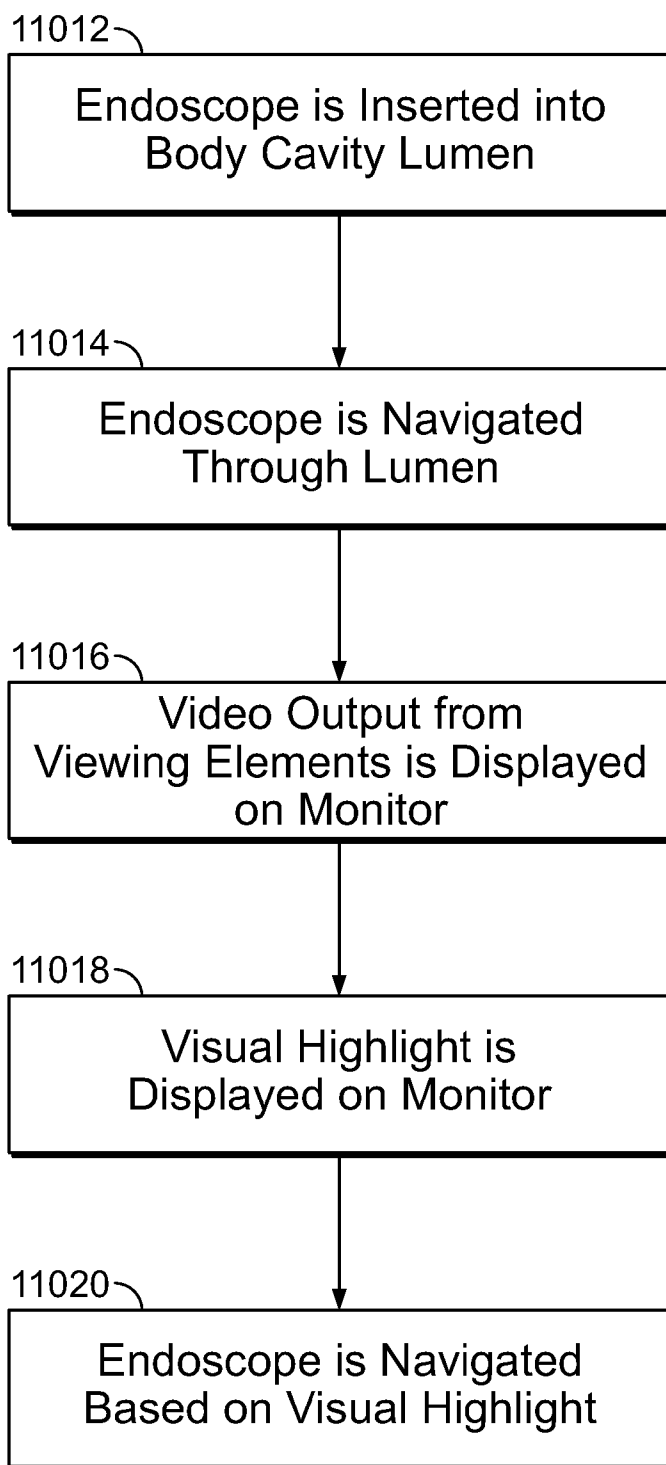 11012
Endoscope is Inserted into
Body Cavity Lumen
11014
Endoscope is Navigated
Through Lumen
11016
Video Output from
Viewing Elements is Displayed
on Monitor
11018
Visual Highlight is
Displayed on Monitor
11020
Endoscope is Navigated
Based on Visual Highlight